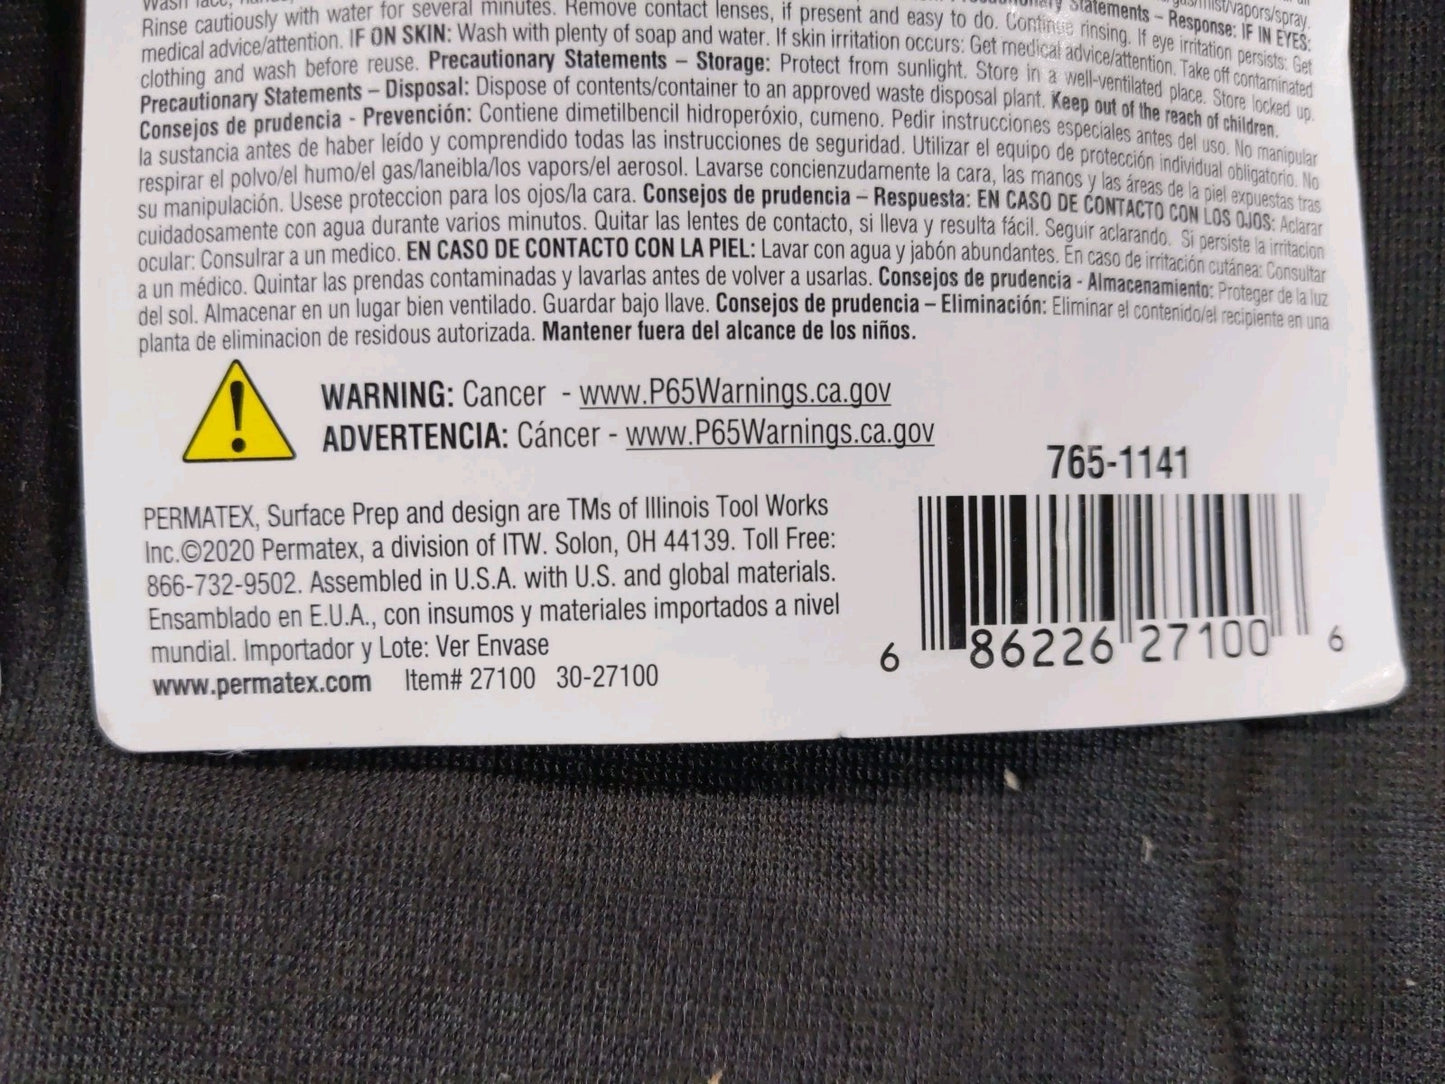 Wash face,
Rinse cautiously with water for several minutes. Remove contact lenses, if present and easy to do. Continue rinsing. If eye irritation persists: Get
medical advice/attention. IF ON SKIN: Wash with plenty of soap and water. If skin irritation occurs: Get medical advice/attention. Take off contaminated
clothing and wash before reuse. Precautionary Statements – Storage: Protect from sunlight. Store in a well-ventilated place. Store locked up.
Precautionary Statements – Disposal: Dispose of contents/container to an approved waste disposal plant. Keep out of the reach of children.
Consejos de prudencia - Prevención: Contiene dimetilbencil hidroperóxio, cumeno. Pedir instrucciones especiales antes del uso. No manipular
la sustancia antes de haber leído y comprendido todas las instrucciones de seguridad. Utilizar el equipo de protección individual obligatorio. No
respirar el polvo/el humo/el gas/laneibla/los vapors/el aerosol. Lavarse concienzudamente la cara, las manos y las áreas de la piel expuestas tras
su manipulación. Usese proteccion para los ojos/la cara. Consejos de prudencia – Respuesta: EN CASO DE CONTACTO CON LOS OJOS: Aclarar
cuidadosamente con agua durante varios minutos. Quitar las lentes de contacto, si lleva y resulta fácil. Seguir aclarando. Si persiste la irritacion
ocular: Consulrar a un medico. EN CASO DE CONTACTO CON LA PIEL: Lavar con agua y jabón abundantes. En caso de irritación cutánea: Consultar
a un médico. Quintar las prendas contaminadas y lavarlas antes de volver a usarlas. Consejos de prudencia - Almacenamiento: Proteger de la luz
del sol. Almacenar en un lugar bien ventilado. Guardar bajo llave. Consejos de prudencia – Eliminación: Eliminar el contenido/el recipiente en una
planta de eliminacion de residous autorizada. Mantener fuera del alcance de los niños.
WARNING: Cancer - www.P65Warnings.ca.gov
ADVERTENCIA: Cáncer - www.P65Warnings.ca.gov
765-1141
PERMATEX, Surface Prep and design are TMs of Illinois Tool Works
Inc.©2020 Permatex, a division of ITW. Solon, OH 44139. Toll Free:
866-732-9502. Assembled in U.S.A. with U.S. and global materials.
Ensamblado en E.U.A., con insumos y materiales importados a nivel
mundial. Importador y Lote: Ver Envase
www.permatex.com Item# 27100 30-27100
6 86226 27100 6